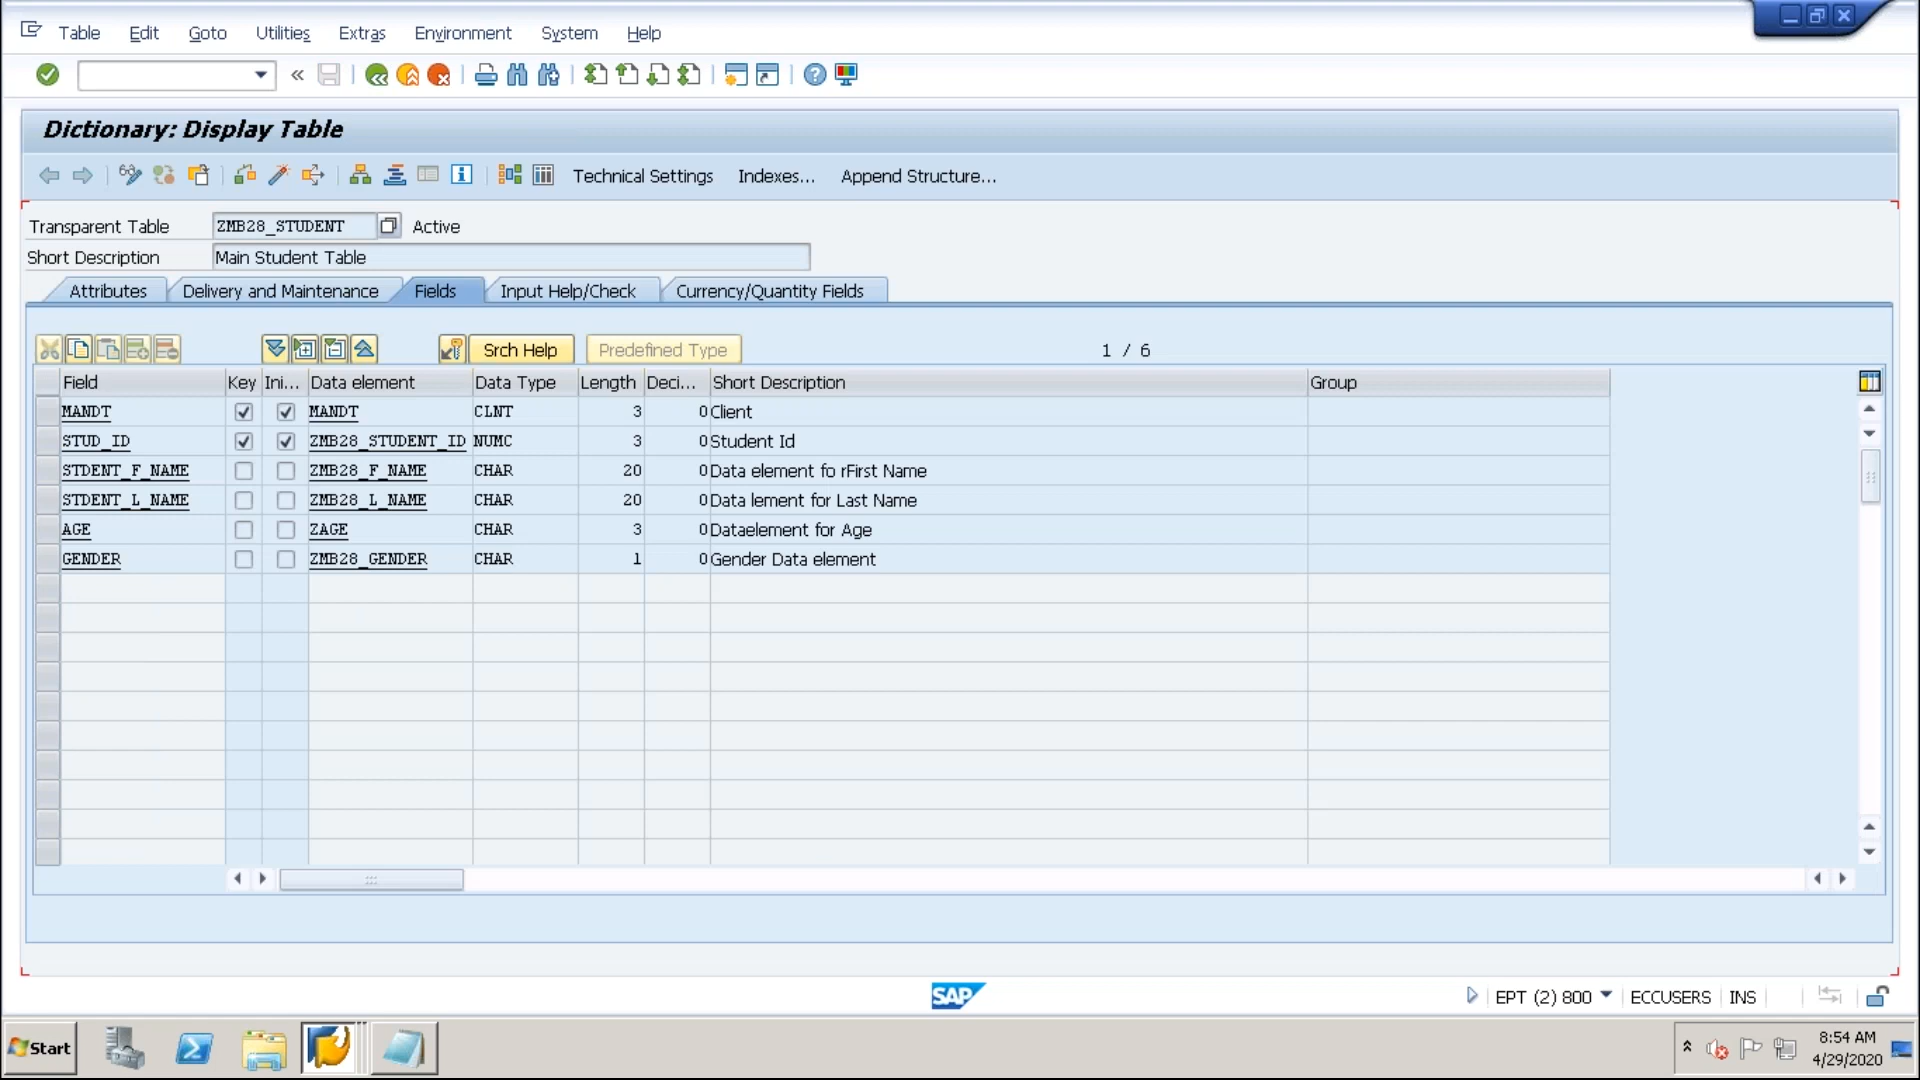 Table Edit Goto Utilities Extras Environment System Help
Dictionary: Display Table
Technical Settings Indexes... Append Structure...
Transparent Table ZMB28_STUDENT Active
Short Description Main Student Table
Attributes Delivery and Maintenance Fields Input Help/Check Currency/Quantity Fields
Srch Help Predefined Type 1 / 6
Field Key Ini... Data element Data Type Length Deci... Short Description Group
MANDT MANDT CLNT 3 0 Client
STUD_ID ZMB28_STUDENT_ID NUMC 3 0 Student Id
STDENT_F_NAME ZMB28_F_NAME CHAR 20 0 Data element fo rFirst Name
STDENT_L_NAME ZMB28_L_NAME CHAR 20 0 Data lement for Last Name
AGE ZAGE CHAR 3 0 Dataelement for Age
GENDER ZMB28_GENDER CHAR 1 0 Gender Data element
SAP EPT (2) 800 ECCUSERS INS
Start 8:54 AM
4/29/2020